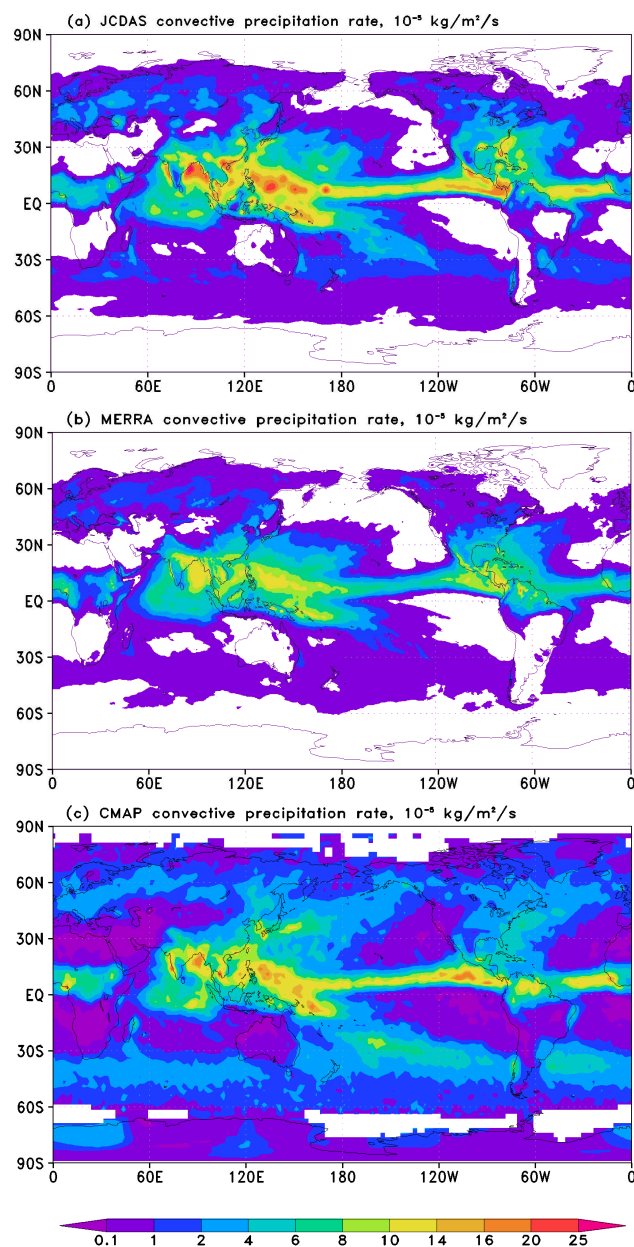 (a) JCDAS convective precipitation rate, 10⁻⁵ kg/m²/s
90N
60N
30N
EQ
30S
60S
90S
0 60E 120E 180 120W 60W 0
(b) MERRA convective precipitation rate, 10⁻⁵ kg/m²/s
90N
60N
30N
EQ
30S
60S
90S
0 60E 120E 180 120W 60W 0
(c) CMAP convective precipitation rate, 10⁻⁵ kg/m²/s
90N
60N
30N
EQ
30S
60S
90S
0 60E 120E 180 120W 60W 0
0.1 1 2 4 6 8 10 14 16 20 25